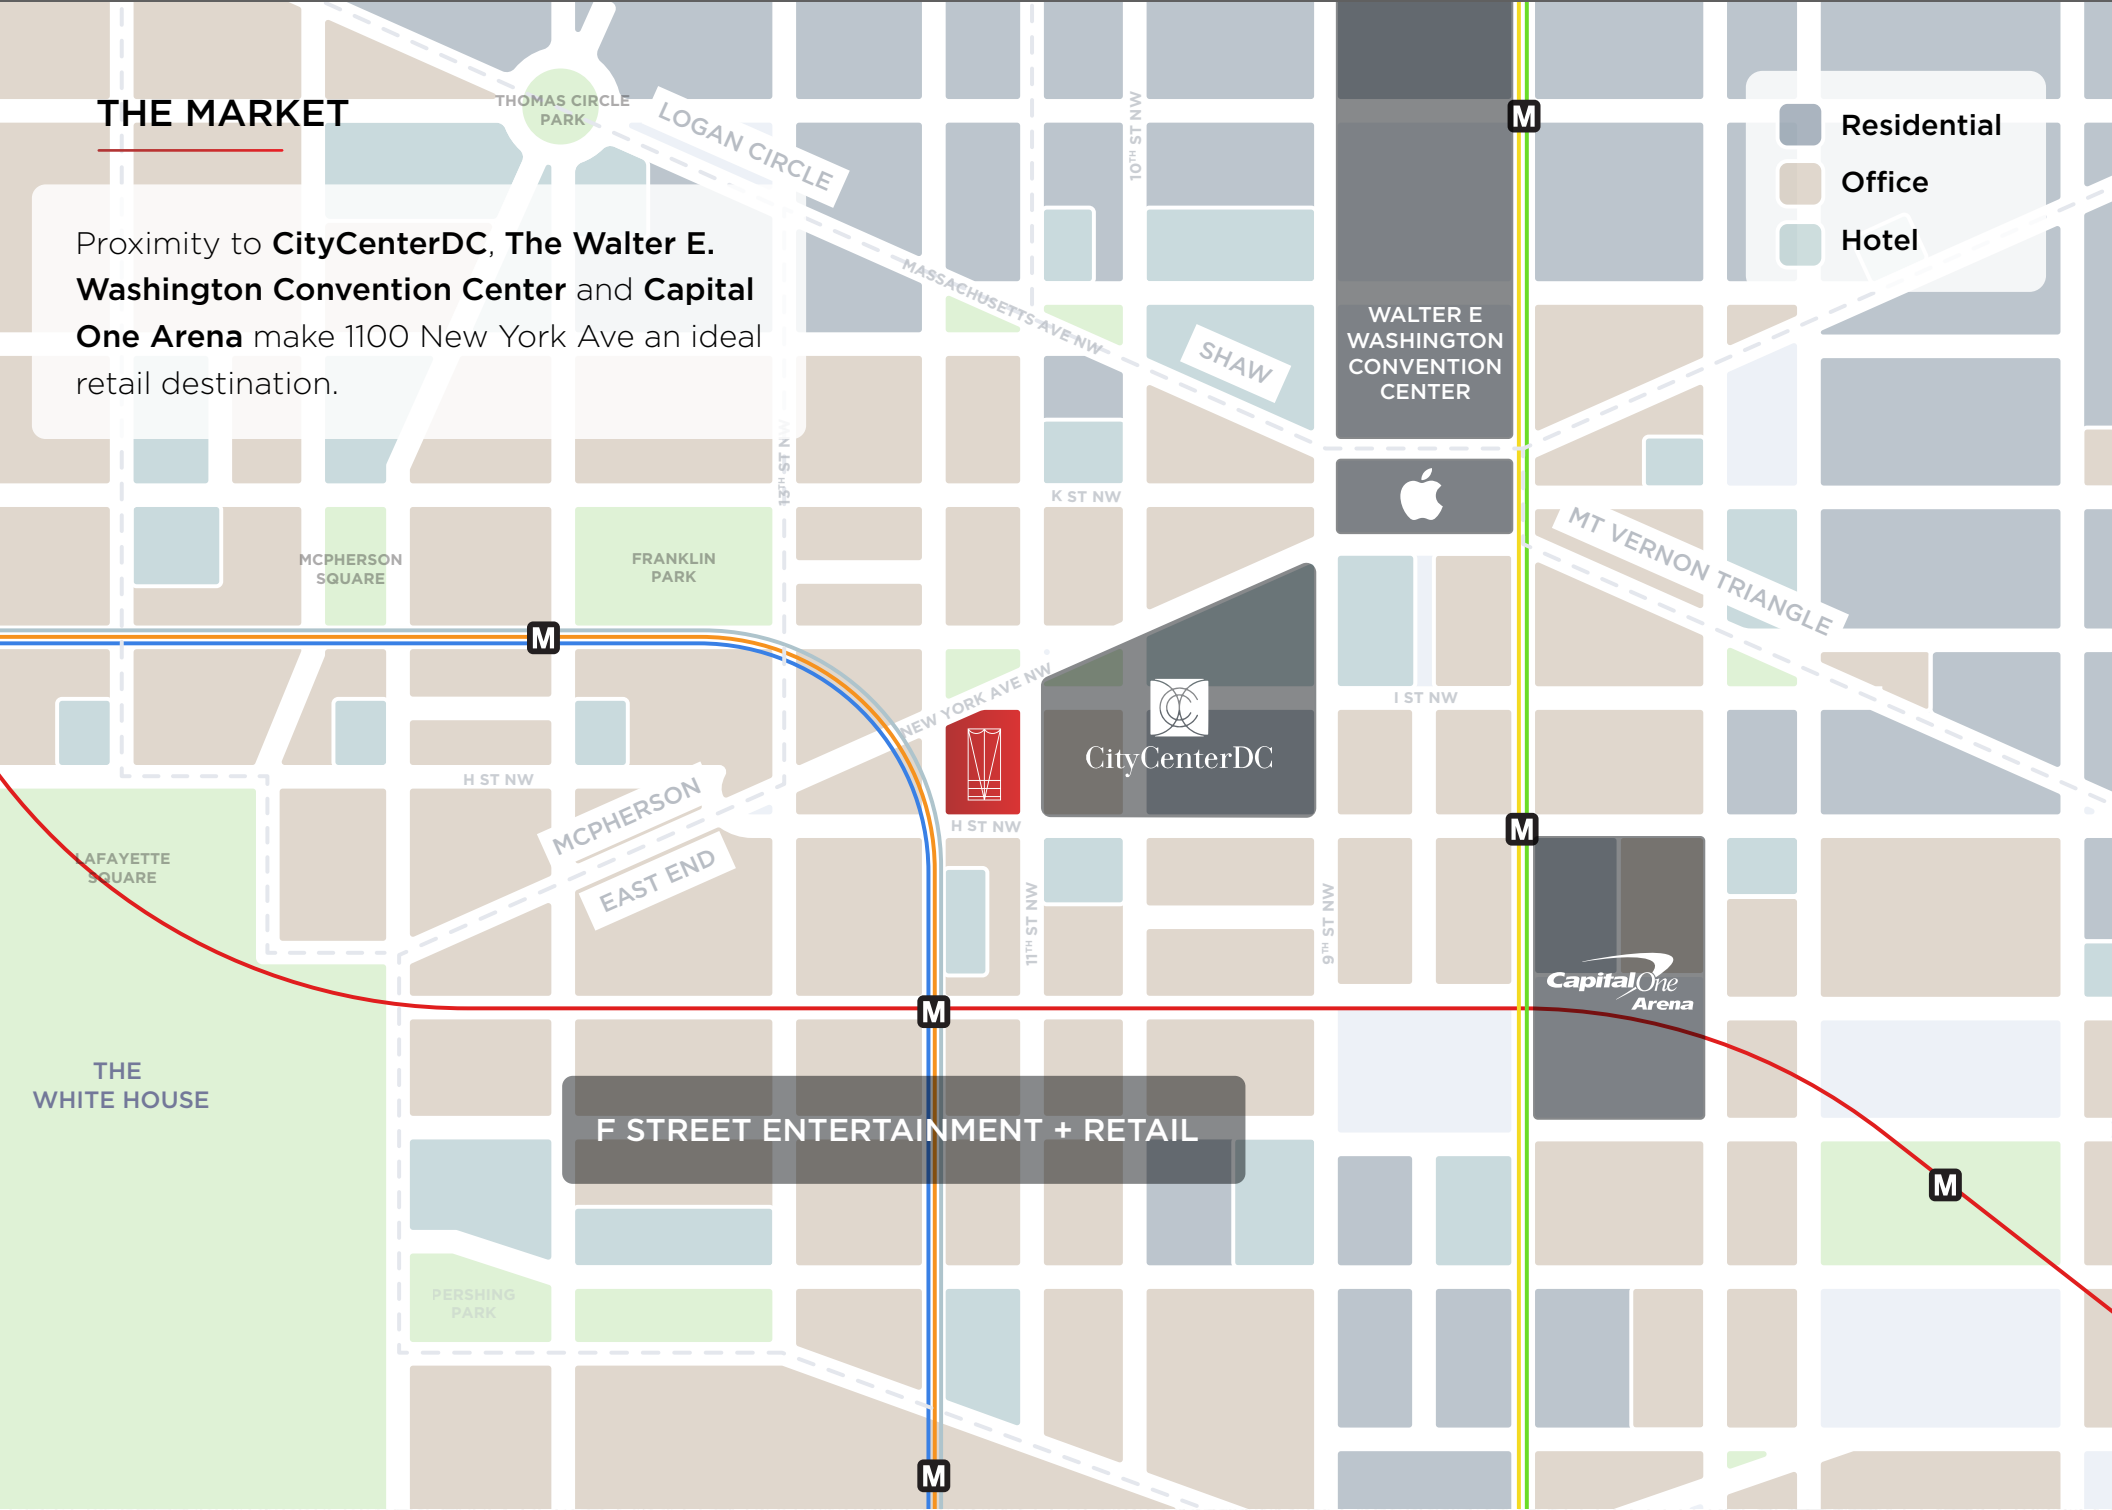 THE MARKET
Proximity to CityCenterDC, The Walter E.
Washington Convention Center and Capital
One Arena make 1100 New York Ave an ideal
retail destination.
THOMAS CIRCLE
PARK
LOGAN CIRCLE
10TH ST NW
M
Residential
Office
Hotel
MASSACHUSETTS AVE NW
SHAW
WALTER E
WASHINGTON
CONVENTION
CENTER
13TH ST NW
K ST NW
MT VERNON TRIANGLE
MCPHERSON
SQUARE
FRANKLIN
PARK
M
NEW YORK AVE NW
I ST NW
CityCenterDC
H ST NW
MCPHERSON
H ST NW
M
EAST END
LAFAYETTE
SQUARE
11TH ST NW
9TH ST NW
CapitalOne
Arena
M
THE
WHITE HOUSE
F STREET ENTERTAINMENT + RETAIL
M
PERSHING
PARK
M